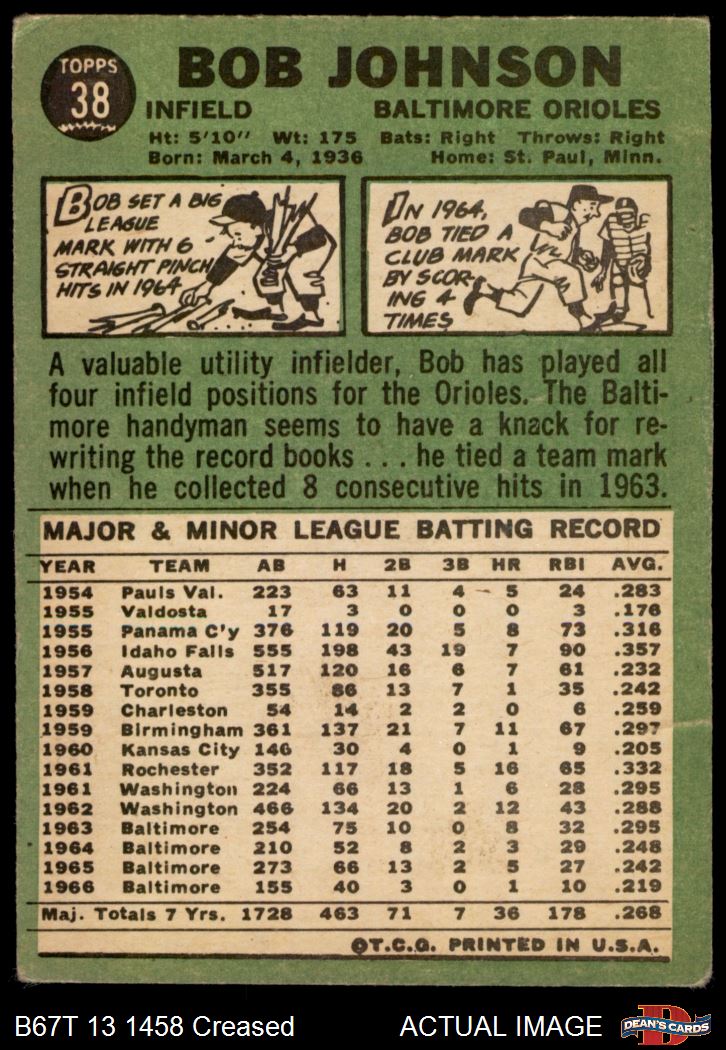 TOPPS
38
BOB JOHNSON
INFIELD BALTIMORE ORIOLES
Ht: 5'10" Wt: 175 Bats: Right Throws: Right
Born: March 4, 1936 Home: St. Paul, Minn.
BOB SET A BIG
LEAGUE
MARK WITH 6
STRAIGHT PINCH
HITS IN 1964
IN 1964,
BOB TIED A
CLUB MARK
BY SCOR-
ING 4
TIMES
A valuable utility infielder, Bob has played all
four infield positions for the Orioles. The Balti-
more handyman seems to have a knack for re-
writing the record books . . . he tied a team mark
when he collected 8 consecutive hits in 1963.
MAJOR & MINOR LEAGUE BATTING RECORD
YEAR TEAM AB H 2B 3B HR RBI AVG.
1954 Pauls Val. 223 63 11 4 5 24 .283
1955 Valdosta 17 3 0 0 0 3 .176
1955 Panama C'y 376 119 20 5 8 73 .316
1956 Idaho Falls 555 198 43 19 7 90 .357
1957 Augusta 517 120 16 6 7 61 .232
1958 Toronto 355 86 13 7 1 35 .242
1959 Charleston 54 14 2 2 0 6 .259
1959 Birmingham 361 137 21 7 11 67 .297
1960 Kansas City 146 30 4 0 1 9 .205
1961 Rochester 352 117 18 5 16 65 .332
1961 Washington 224 66 13 1 6 28 .295
1962 Washington 466 134 20 2 12 43 .288
1963 Baltimore 254 75 10 0 8 32 .295
1964 Baltimore 210 52 8 2 3 29 .248
1965 Baltimore 273 66 13 2 5 27 .242
1966 Baltimore 155 40 3 0 1 10 .219
Maj. Totals 7 Yrs. 1728 463 71 7 36 178 .268
©T.C.G. PRINTED IN U.S.A.
B67T 13 1458 Creased ACTUAL IMAGE
D
DEAN'S CARDS